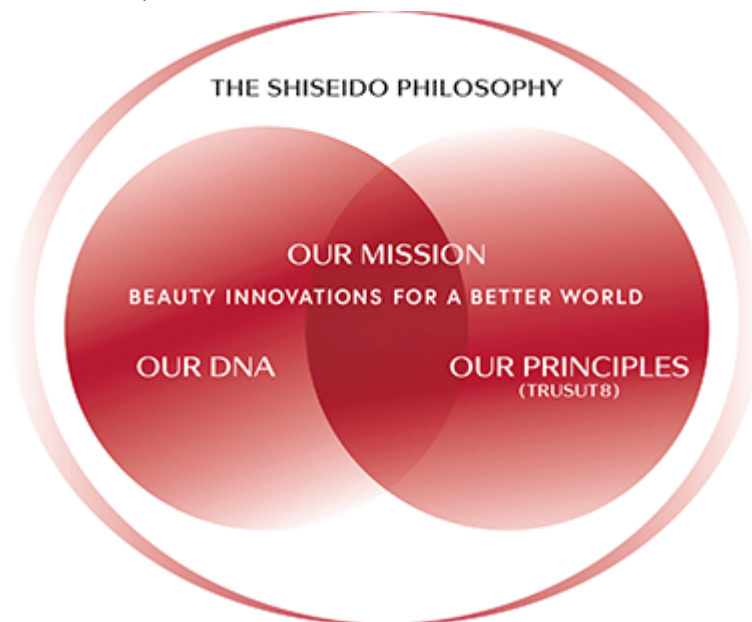 THE SHISEIDO PHILOSOPHY
OUR MISSION
BEAUTY INNOVATIONS FOR A BETTER WORLD
OUR DNA
OUR PRINCIPLES
(TRUSUT8)